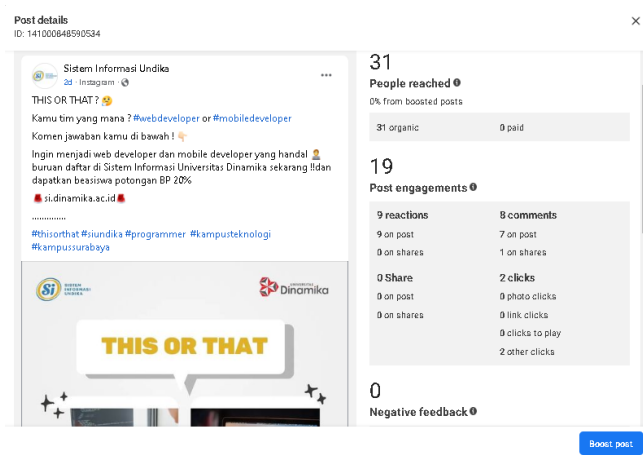 Post details
ID: 141000648590534
Sistem Informasi Undika
2d · Instagram ·
THIS OR THAT ? 🤔
Kamu tim yang mana ? #webdeveloper or #mobiledeveloper
Komen jawaban kamu di bawah ! 👇🏻
Ingin menjadi web developer dan mobile developer yang handal
buruan daftar di Sistem Informasi Universitas Dinamika sekarang !!dan
dapatkan beasiswa potongan BP 20%
si.dinamika.ac.id
...............
#thisorthat #siundika #programmer #kampusteknologi
#kampussurabaya
Si SISTEM
INFORMASI
UNDIKA
UNIVERSITAS
Dinamika
THIS OR THAT
31
People reached
0% from boosted posts
31 organic
0 paid
19
Post engagements
9 reactions
8 comments
9 on post
7 on post
0 on shares
1 on shares
0 Share
2 clicks
0 on post
0 photo clicks
0 on shares
0 link clicks
0 clicks to play
2 other clicks
0
Negative feedback
Boost post